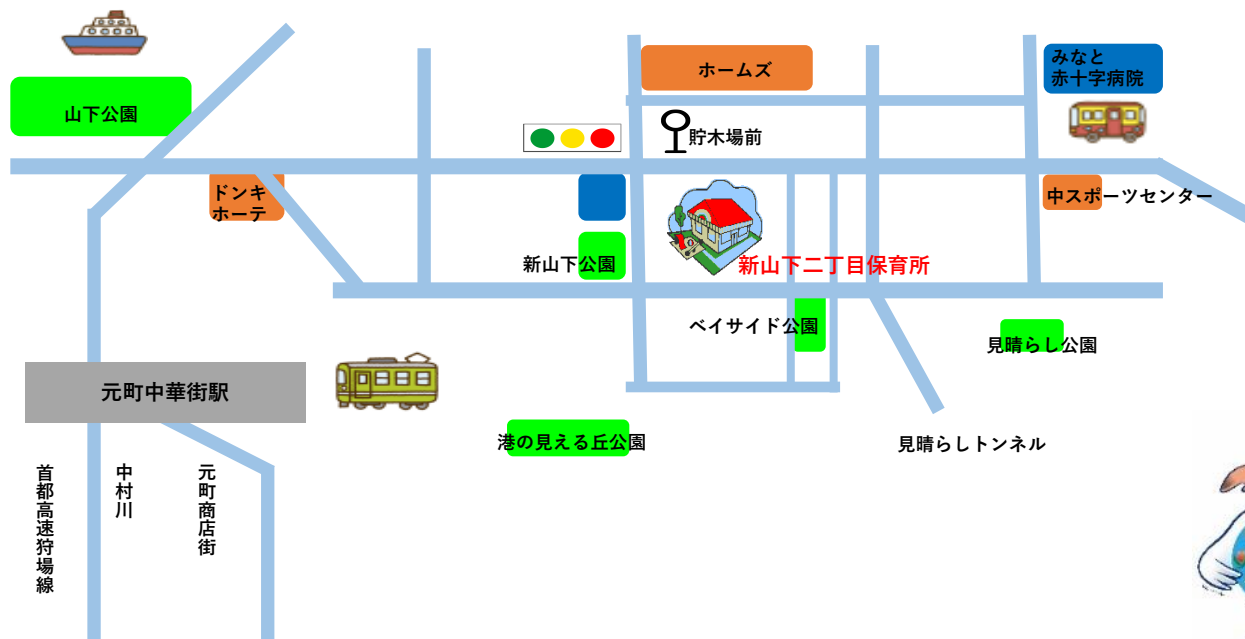 ホームズ
みなと
赤十字病院
山下公園
貯木場前
ドンキ
ホーテ
中スポーツセンター
新山下公園
新山下二丁目保育所
ベイサイド公園
見晴らし公園
元町中華街駅
港の見える丘公園
見晴らしトンネル
首都高速狩場線
中村川
元町商店街